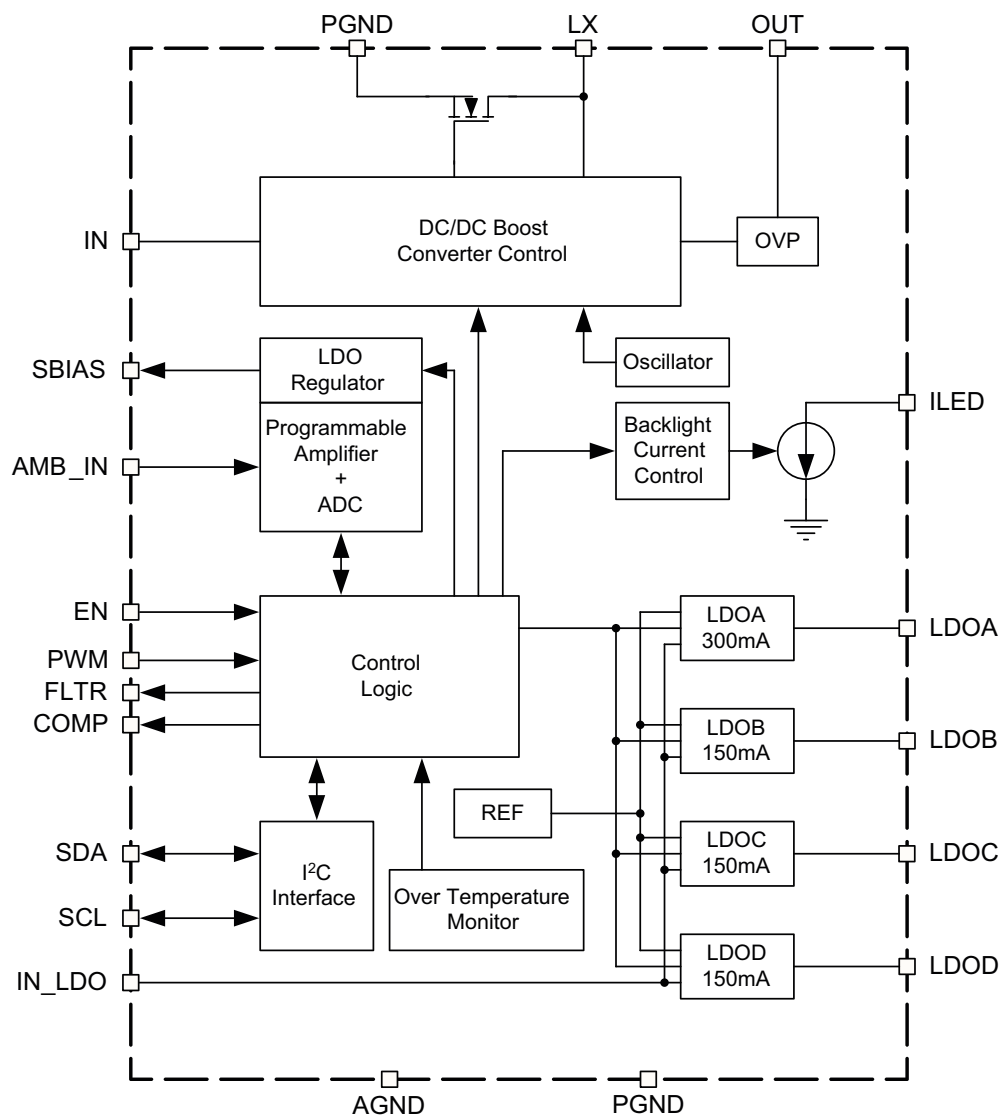 PGND
LX
OUT
DC/DC Boost
Converter Control
IN
OVP
SBIAS
LDO
Regulator
Oscillator
ILED
AMB_IN
Programmable
Amplifier
+
ADC
Backlight
Current
Control
EN
PWM
FLTR
COMP
Control
Logic
LDOA
300mA
LDOA
LDOB
150mA
LDOB
REF
SDA
SCL
I²C
Interface
Over Temperature
Monitor
LDOC
150mA
LDOC
IN_LDO
LDOD
150mA
LDOD
AGND
PGND